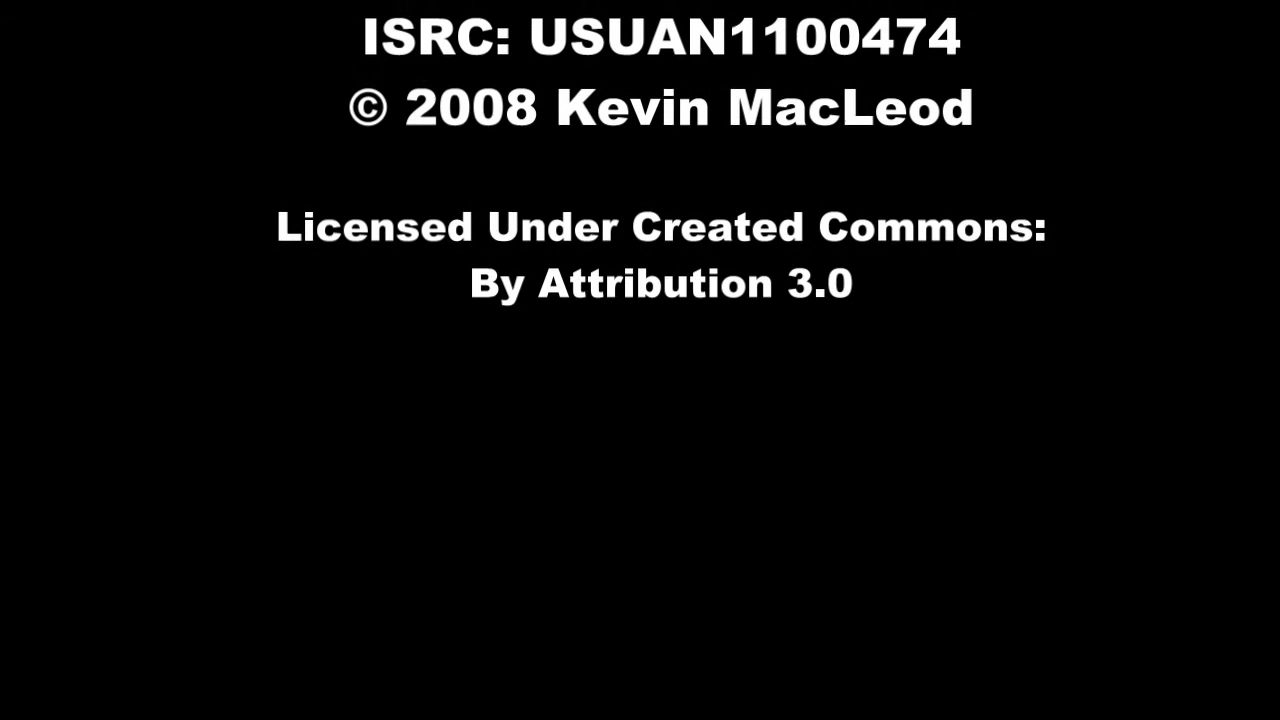 ISRC: USUAN1100474
© 2008 Kevin MacLeod
Licensed Under Created Commons:
By Attribution 3.0